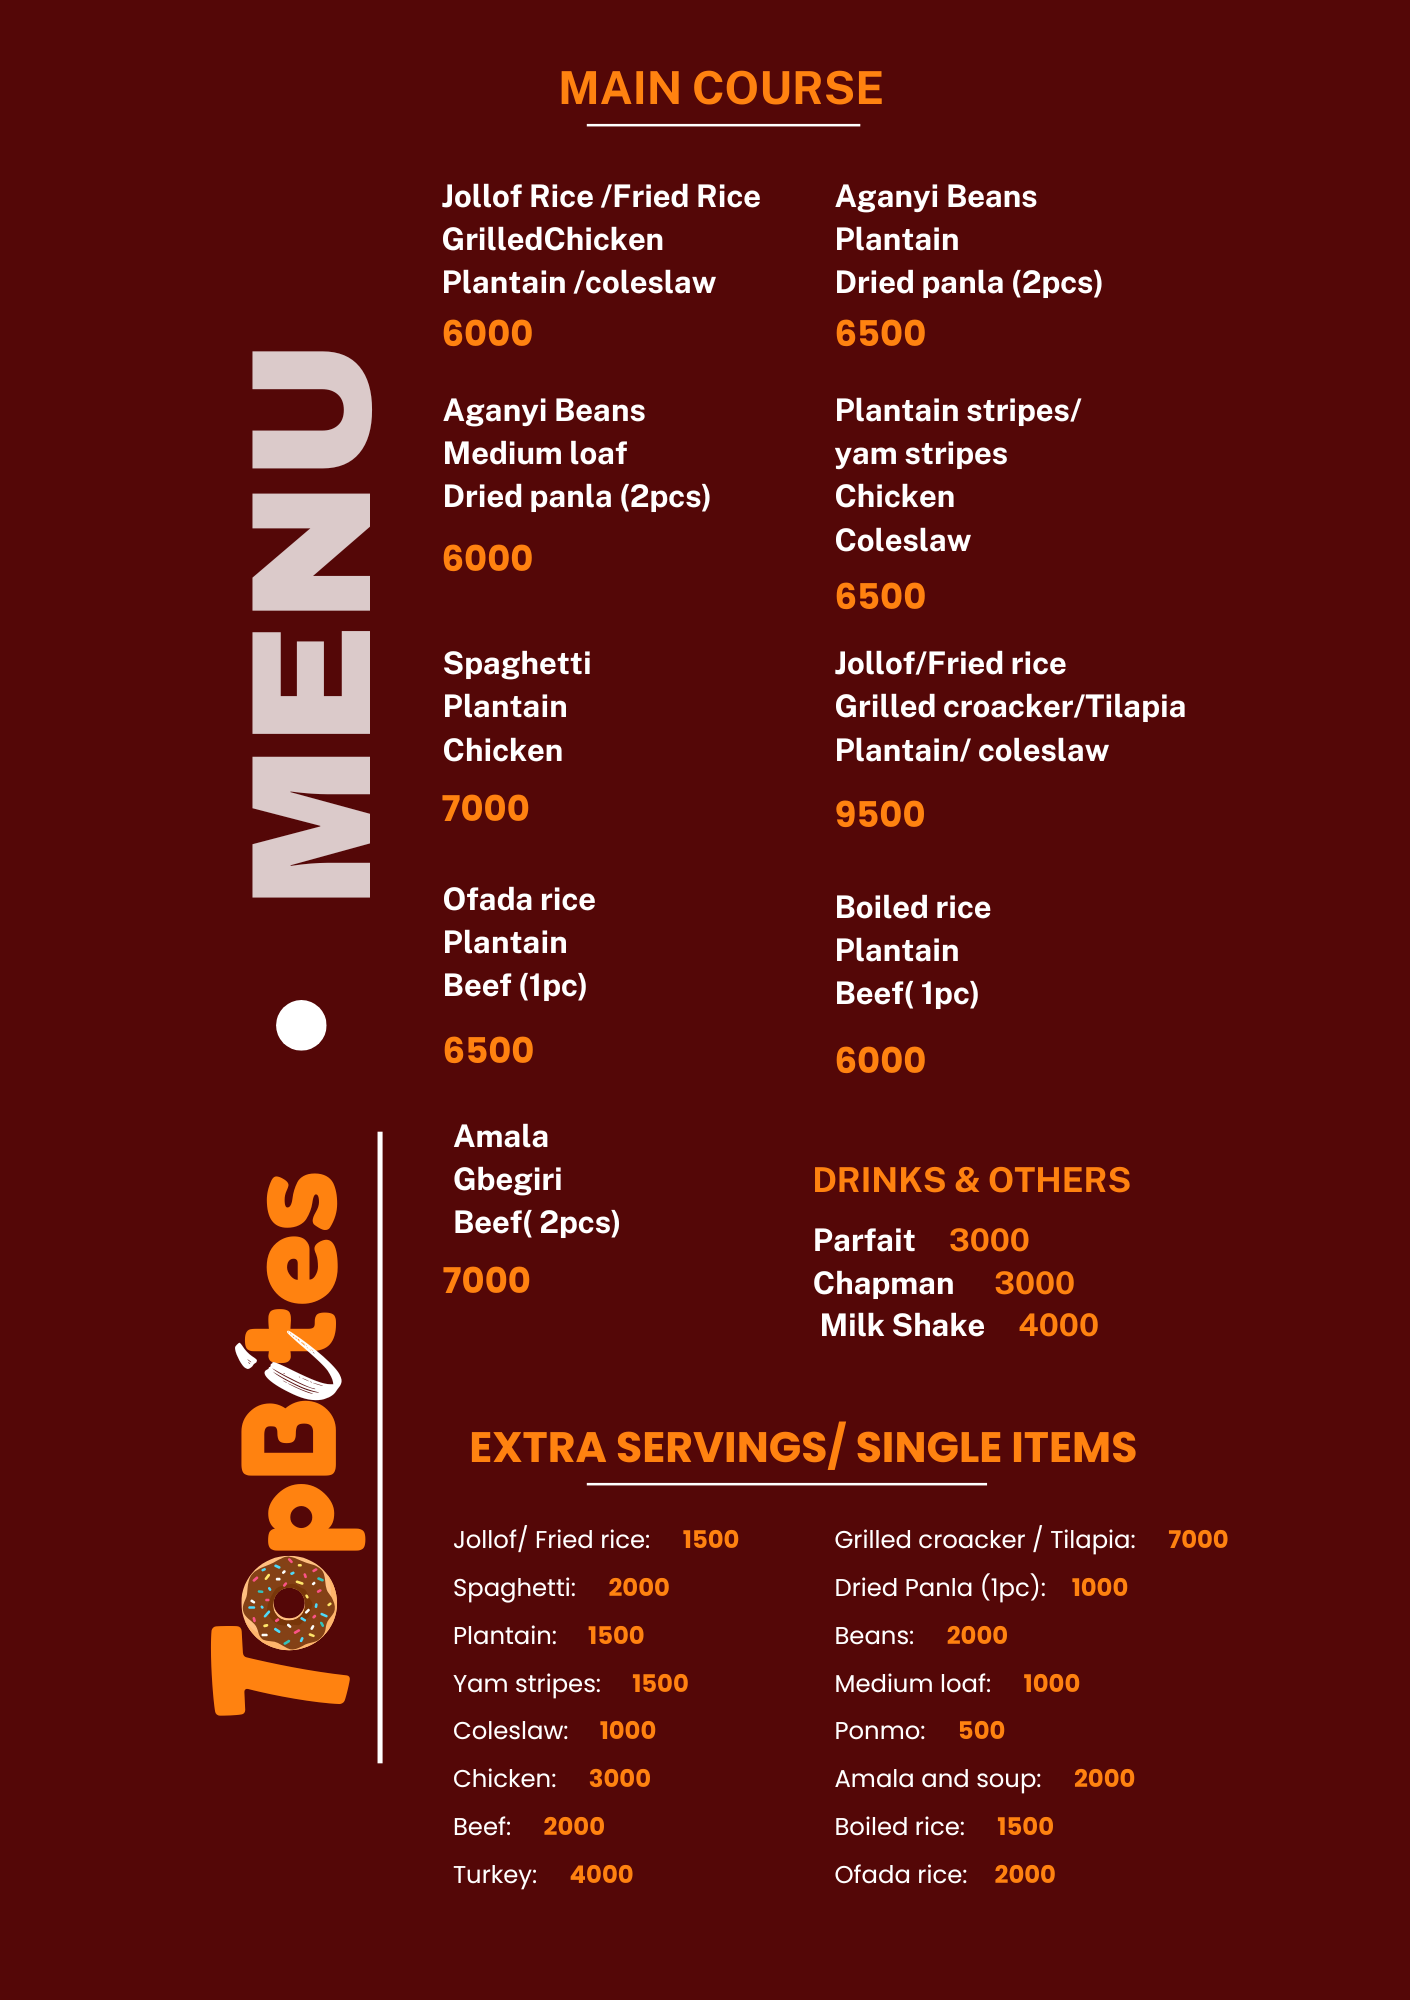 MAIN COURSE
Jollof Rice /Fried Rice
GrilledChicken
Plantain /coleslaw
6000
Aganyi Beans
Plantain
Dried panla (2pcs)
6500
Aganyi Beans
Medium loaf
Dried panla (2pcs)
6000
Plantain stripes/
yam stripes
Chicken
Coleslaw
6500
Spaghetti
Plantain
Chicken
7000
Jollof/Fried rice
Grilled croacker/Tilapia
Plantain/ coleslaw
9500
Ofada rice
Plantain
Beef (1pc)
6500
Boiled rice
Plantain
Beef( 1pc)
6000
Amala
Gbegiri
Beef( 2pcs)
7000
DRINKS & OTHERS
Parfait 3000
Chapman 3000
Milk Shake 4000
EXTRA SERVINGS/ SINGLE ITEMS
Jollof/ Fried rice: 1500
Spaghetti: 2000
Plantain: 1500
Yam stripes: 1500
Coleslaw: 1000
Chicken: 3000
Beef: 2000
Turkey: 4000
Grilled croacker / Tilapia: 7000
Dried Panla (1pc): 1000
Beans: 2000
Medium loaf: 1000
Ponmo: 500
Amala and soup: 2000
Boiled rice: 1500
Ofada rice: 2000
MENU
TopBites